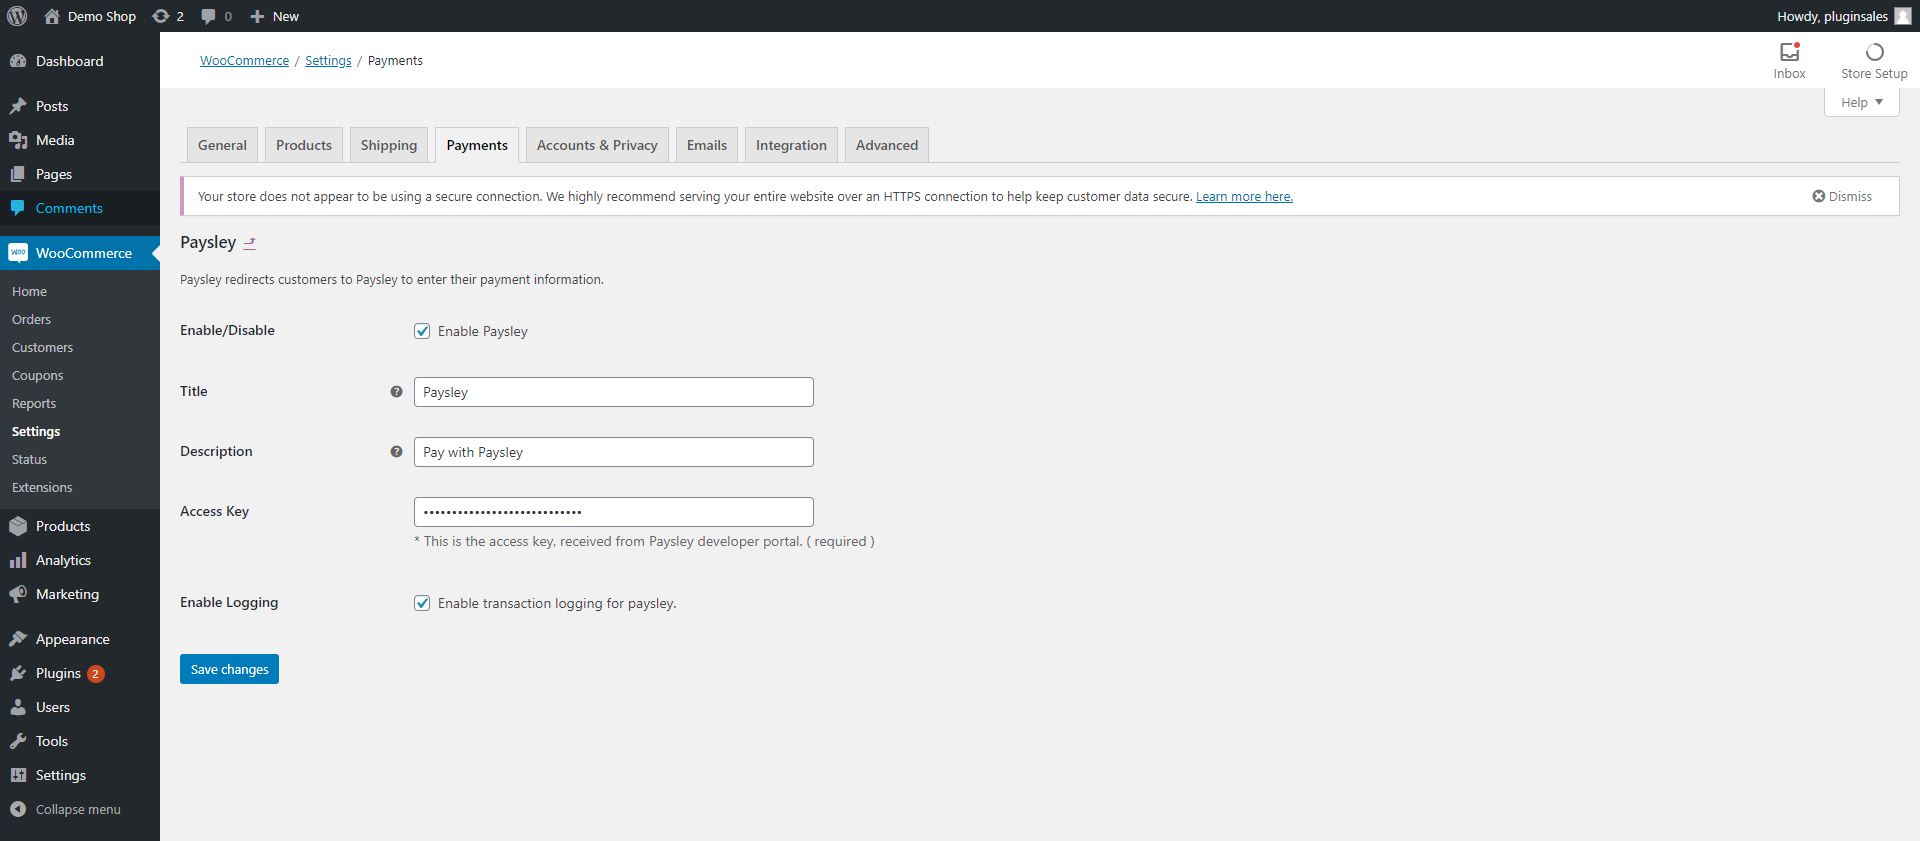 Demo Shop 2 0 New
Howdy, pluginsales
Dashboard
Posts
Media
Pages
Comments
WooCommerce
Home
Orders
Customers
Coupons
Reports
Settings
Status
Extensions
Products
Analytics
Marketing
Appearance
Plugins 2
Users
Tools
Settings
Collapse menu
WooCommerce / Settings / Payments
Inbox
Store Setup
Help
General Products Shipping Payments Accounts & Privacy Emails Integration Advanced
Your store does not appear to be using a secure connection. We highly recommend serving your entire website over an HTTPS connection to help keep customer data secure. Learn more here.
Dismiss
Paysley
Paysley redirects customers to Paysley to enter their payment information.
Enable/Disable
Enable Paysley
Title
Paysley
Description
Pay with Paysley
Access Key
* This is the access key, received from Paysley developer portal. ( required )
Enable Logging
Enable transaction logging for paysley.
Save changes